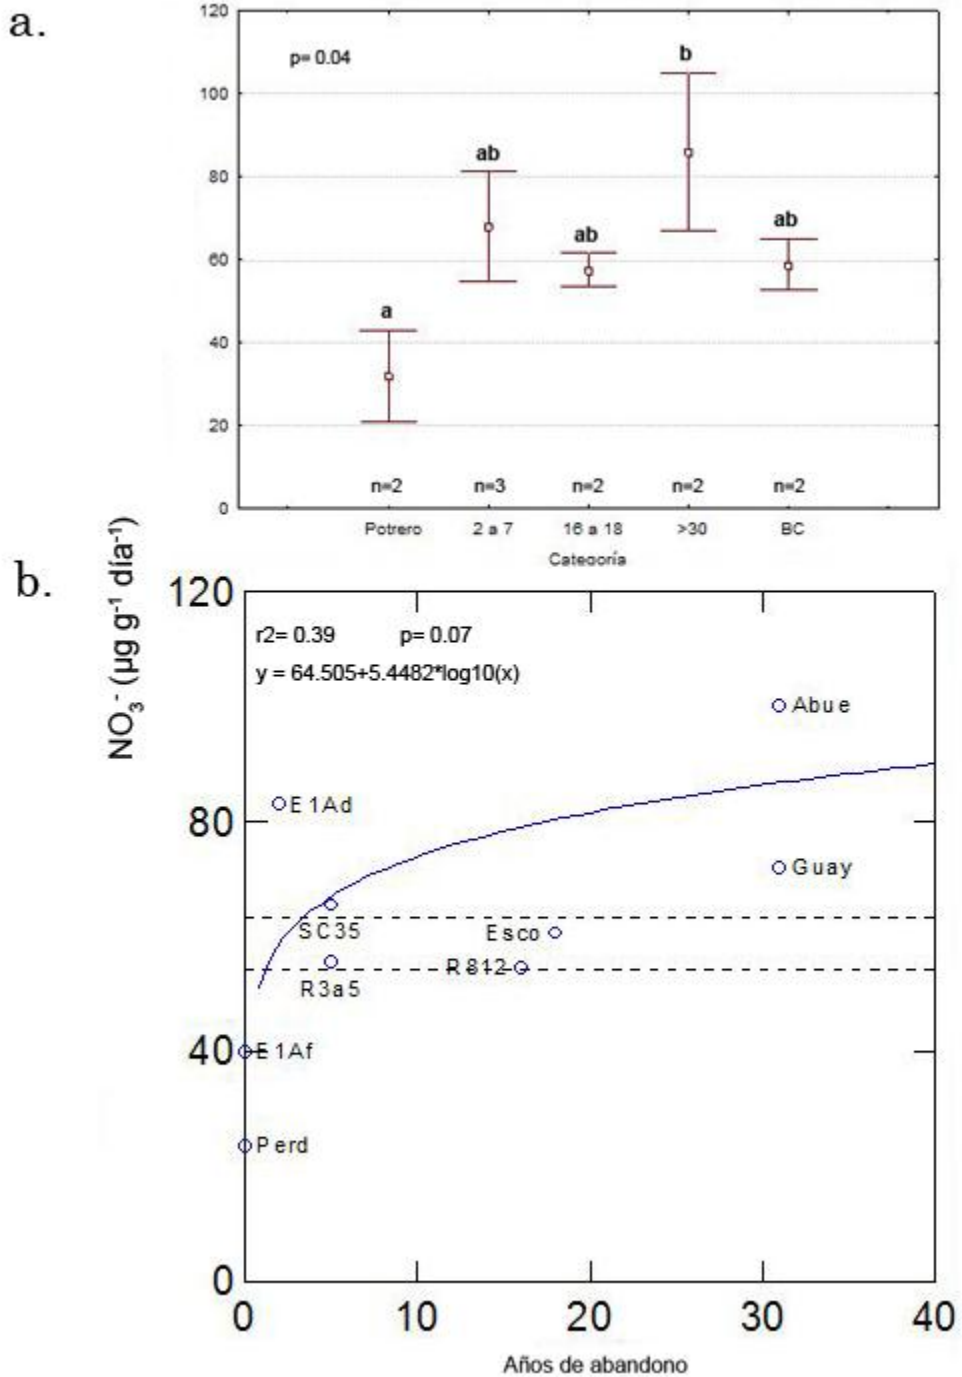 a.
120
p= 0.04
b
100
ab
80
ab
ab
60
a
40
20
n=2 n=3 n=2 n=2 n=2
0
Potrero 2 a 7 16 a 18 >30 BC
Categoría
NO₃⁻ (µg g⁻¹ día⁻¹)
b.
120
r2= 0.39 p= 0.07
y = 64.505+5.4482*log10(x)
Abue
E1Ad
80
Guay
SC35
Esco
R812
R3a5
40
E1Af
Perd
0
0 10 20 30 40
Años de abandono